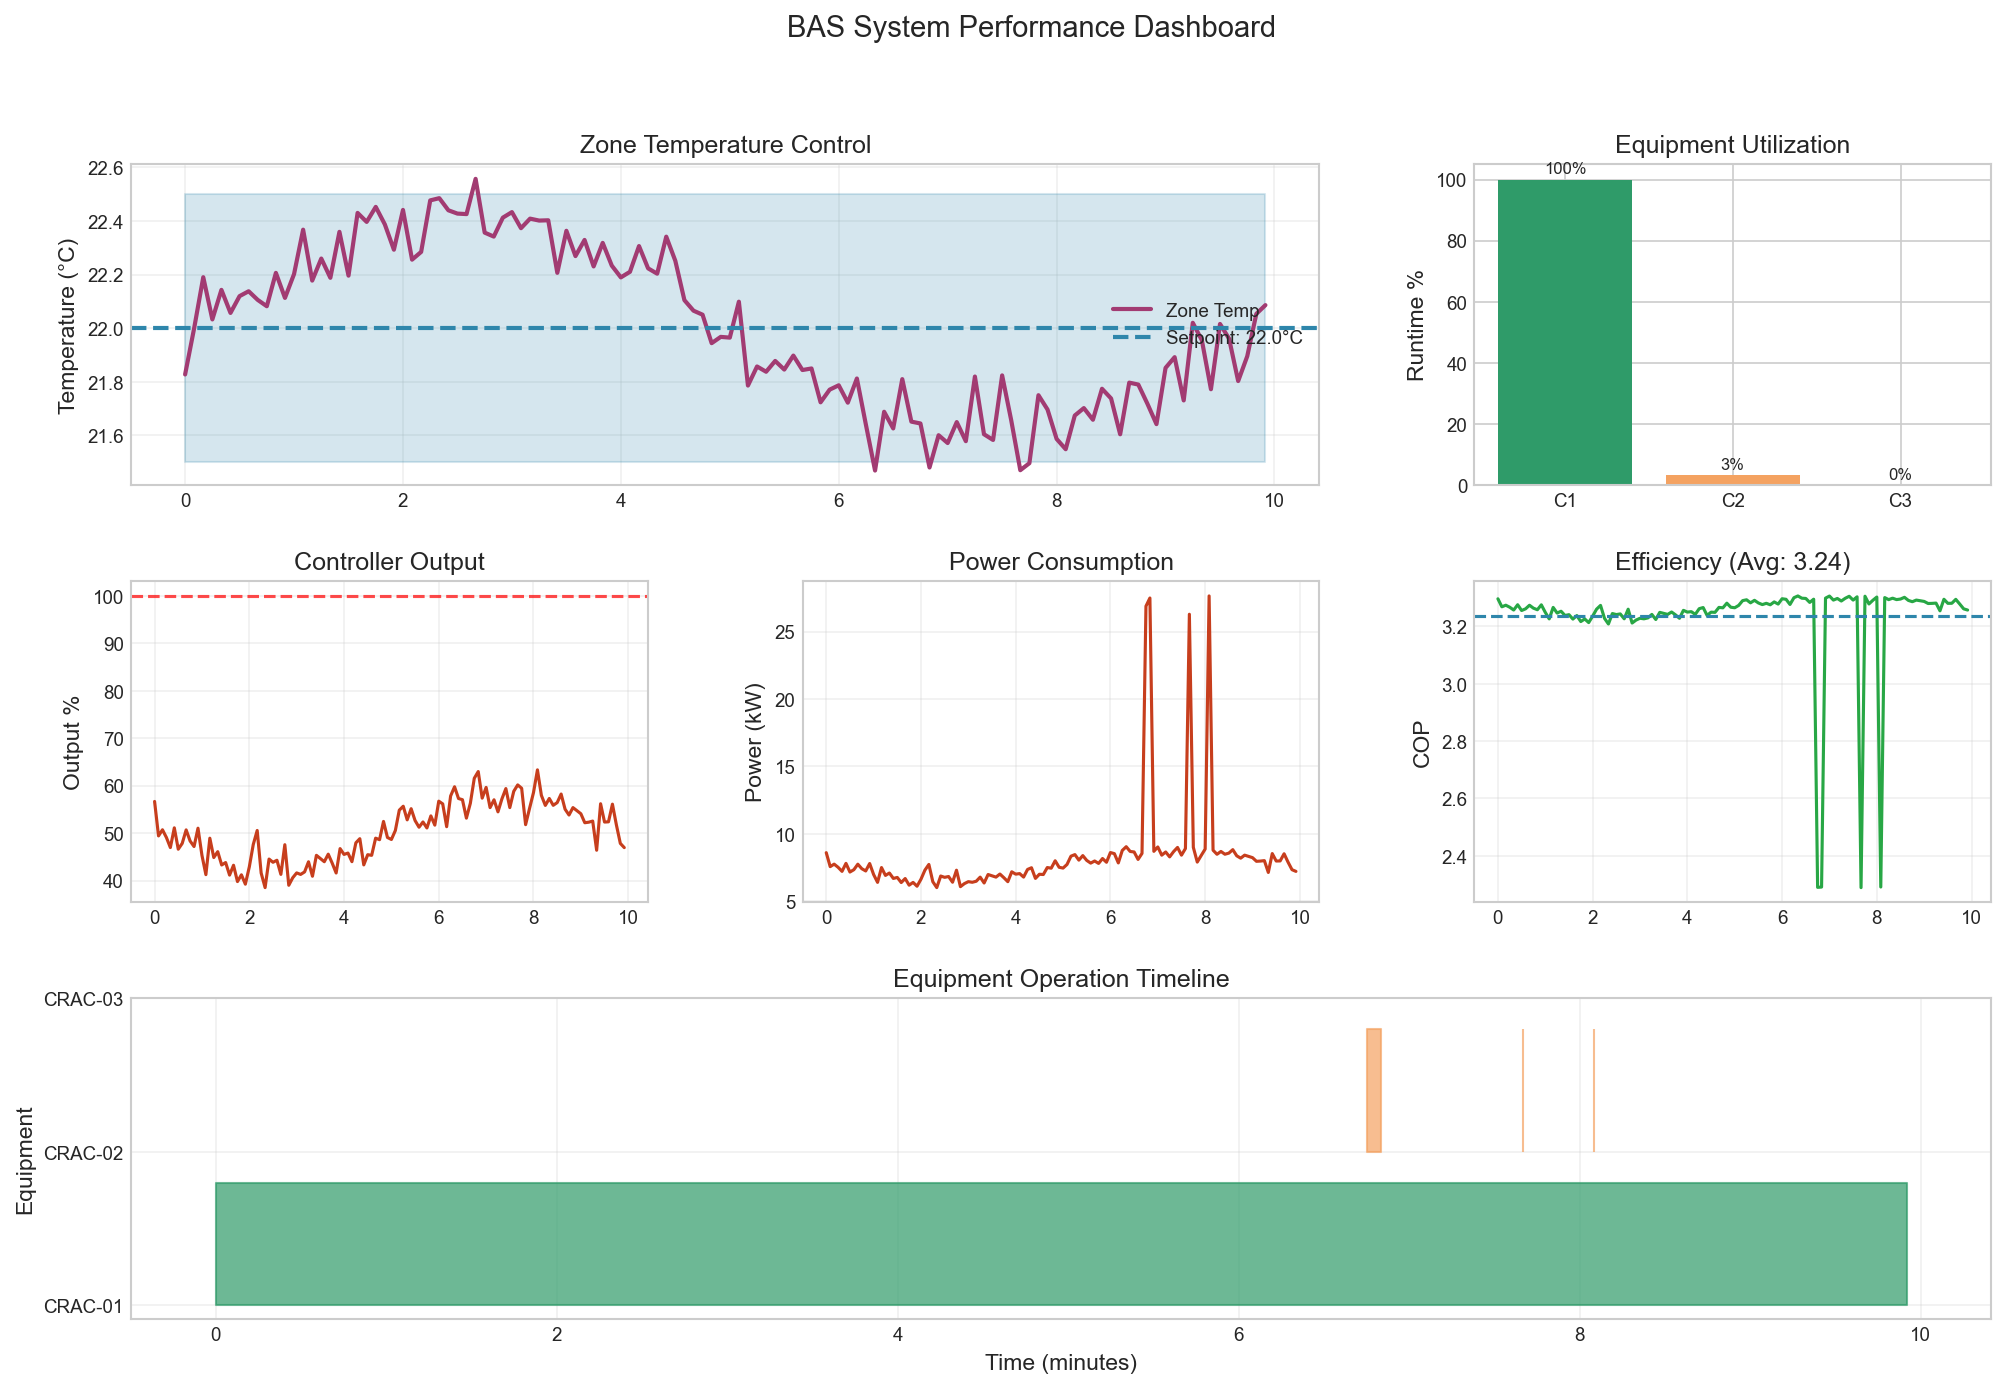 BAS System Performance Dashboard
Zone Temperature Control
Temperature (°C)
22.6
22.4
22.2
22.0
21.8
21.6
0 2 4 6 8 10
Zone Temp
Setpoint: 22.0°C
Equipment Utilization
Runtime %
100
80
60
40
20
0
100%
3%
0%
C1 C2 C3
Controller Output
Output %
100
90
80
70
60
50
40
0 2 4 6 8 10
Power Consumption
Power (kW)
25
20
15
10
5
0 2 4 6 8 10
Efficiency (Avg: 3.24)
COP
3.2
3.0
2.8
2.6
2.4
0 2 4 6 8 10
Equipment Operation Timeline
Equipment
CRAC-03
CRAC-02
CRAC-01
0 2 4 6 8 10
Time (minutes)